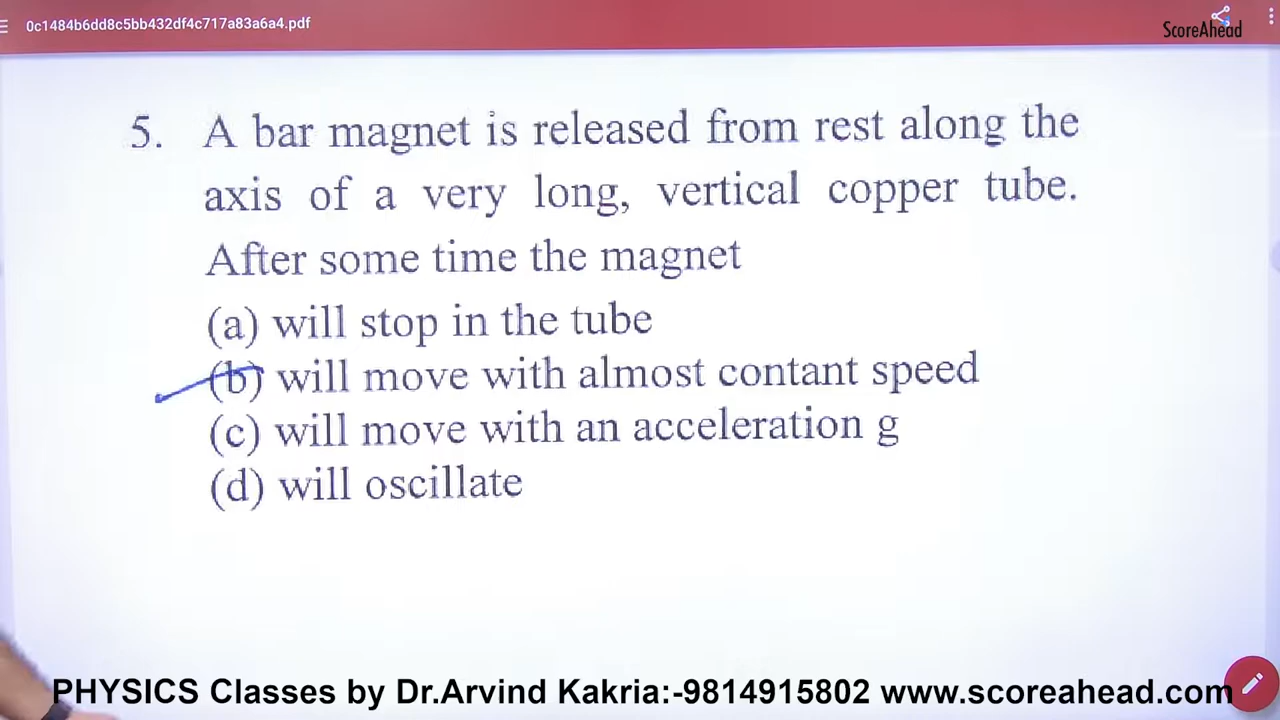 0c1484b6dd8c5bb432df4c717a83a6a4.pdf
ScoreAhead
5. A bar magnet is released from rest along the
axis of a very long, vertical copper tube.
After some time the magnet
(a) will stop in the tube
(b) will move with almost contant speed
(c) will move with an acceleration g
(d) will oscillate
PHYSICS Classes by Dr.Arvind Kakria:-9814915802 www.scoreahead.com